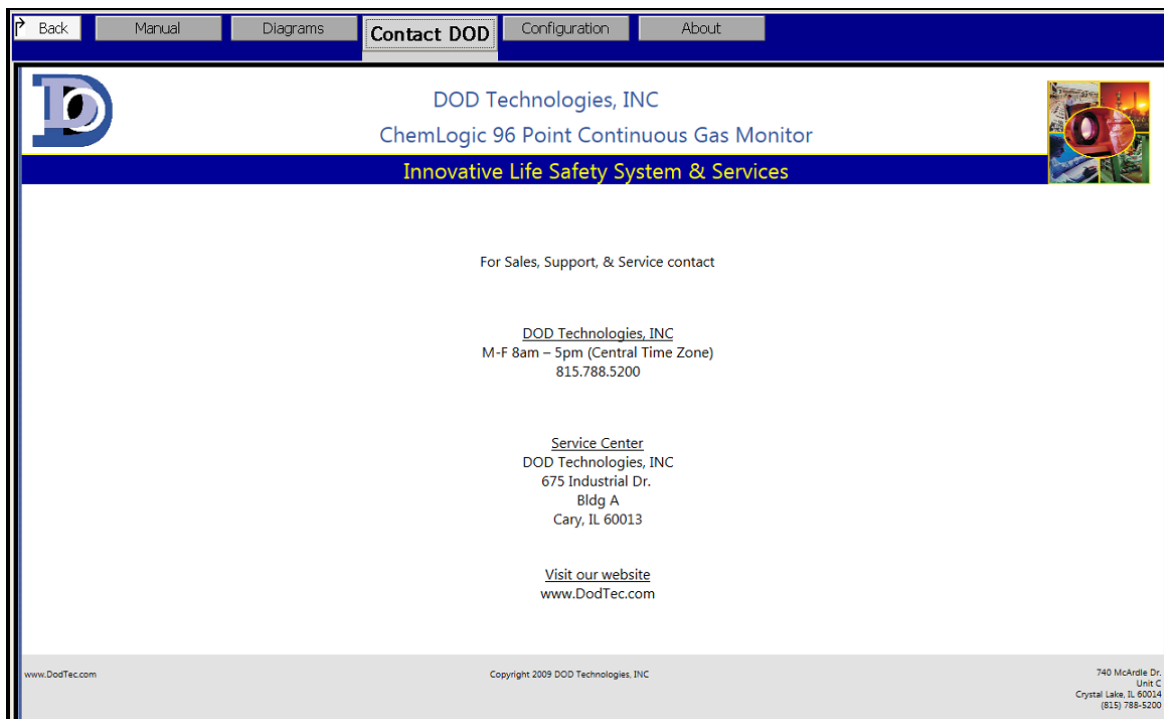 Back Manual Diagrams Contact DOD Configuration About
DOD Technologies, INC
ChemLogic 96 Point Continuous Gas Monitor
Innovative Life Safety System & Services
For Sales, Support, & Service contact
DOD Technologies, INC
M-F 8am – 5pm (Central Time Zone)
815.788.5200
Service Center
DOD Technologies, INC
675 Industrial Dr.
Bldg A
Cary, IL 60013
Visit our website
www.DodTec.com
www.DodTec.com
Copyright 2009 DOD Technologies, INC
740 McArdle Dr.
Unit C
Crystal Lake, IL 60014
(815) 788-5200